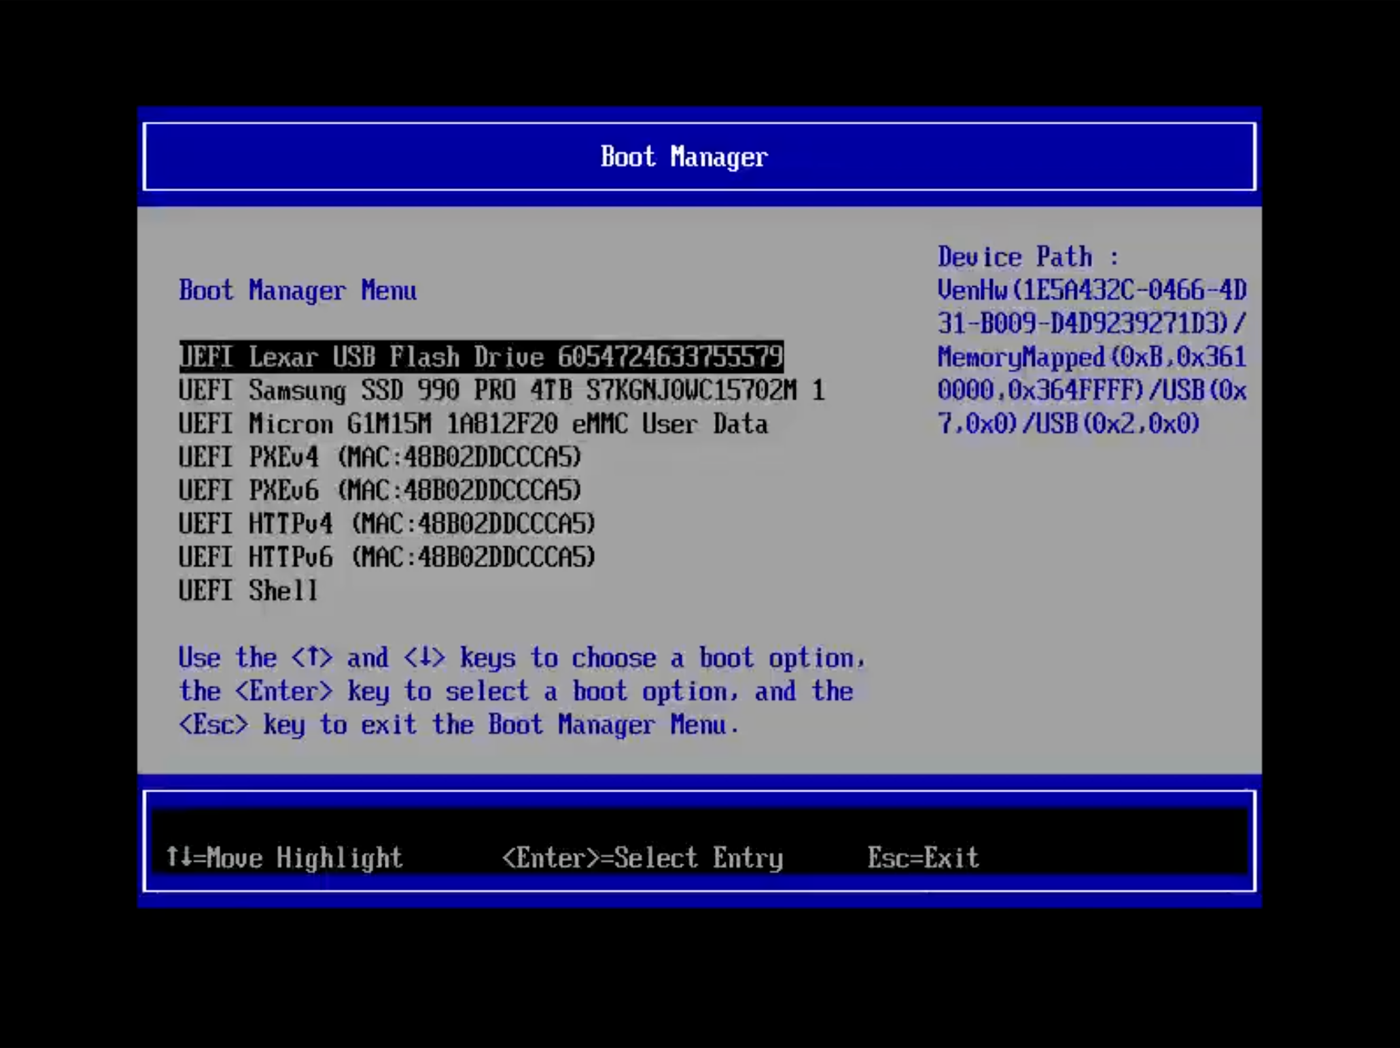 Boot Manager
Device Path :
Boot Manager Menu
VenHw(1E5A432C-0466-4D
31-B009-D4D9239271D3)/
UEFI Lexar USB Flash Drive 6054724633755579
MemoryMapped(0xB,0x361
UEFI Samsung SSD 990 PRO 4TB S7KGNJ0WC15702M 1
0000,0x364FFFF)/USB(0x
UEFI Micron G1M15M 1A812F20 eMMC User Data
7,0x0)/USB(0x2,0x0)
UEFI PXEv4 (MAC:48B02DDCCCA5)
UEFI PXEv6 (MAC:48B02DDCCCA5)
UEFI HTTPv4 (MAC:48B02DDCCCA5)
UEFI HTTPv6 (MAC:48B02DDCCCA5)
UEFI Shell
Use the <↑> and <↓> keys to choose a boot option,
the <Enter> key to select a boot option, and the
<Esc> key to exit the Boot Manager Menu.
↑↓=Move Highlight <Enter>=Select Entry Esc=Exit